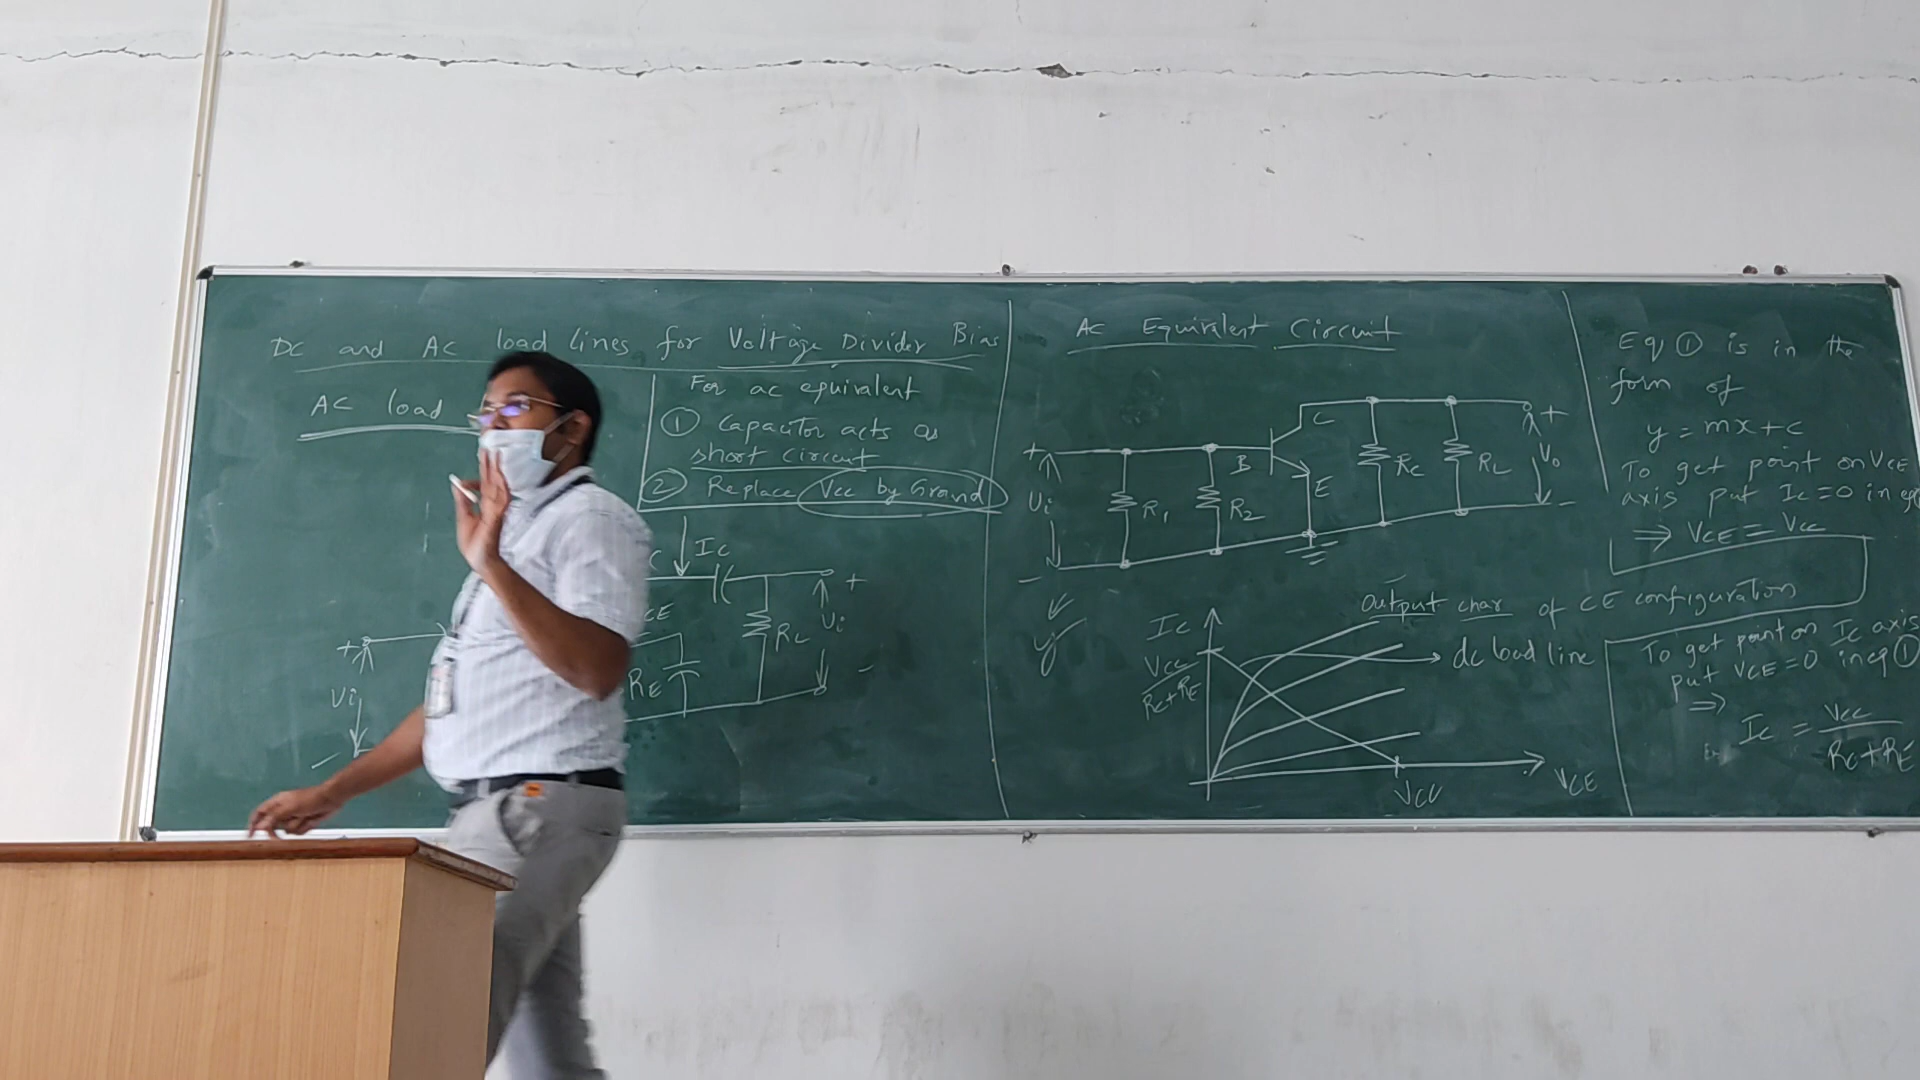 DC and AC load lines for Voltage Divider Bias
AC load
For ac equivalent
① Capacitor acts as
short circuit
② Replace Vcc by Grand
C
IC
+
CE
RL
Vi
RE
-
+
Vi
-
AC Equivalent Circuit
+
Vi
-
R1
R2
B
C
E
RC
RL
+
Vo
-
Output char of CE configuration
IC
VCC
RC+RE
dc load line
VCC
VCE
Eq ① is in the
form of
y = mx + c
To get point on VCE
axis put IC = 0 in eq
⇒ VCE = VCC
To get point on IC axis
put VCE = 0 in eq ①
⇒
IC = VCC
RC+RE